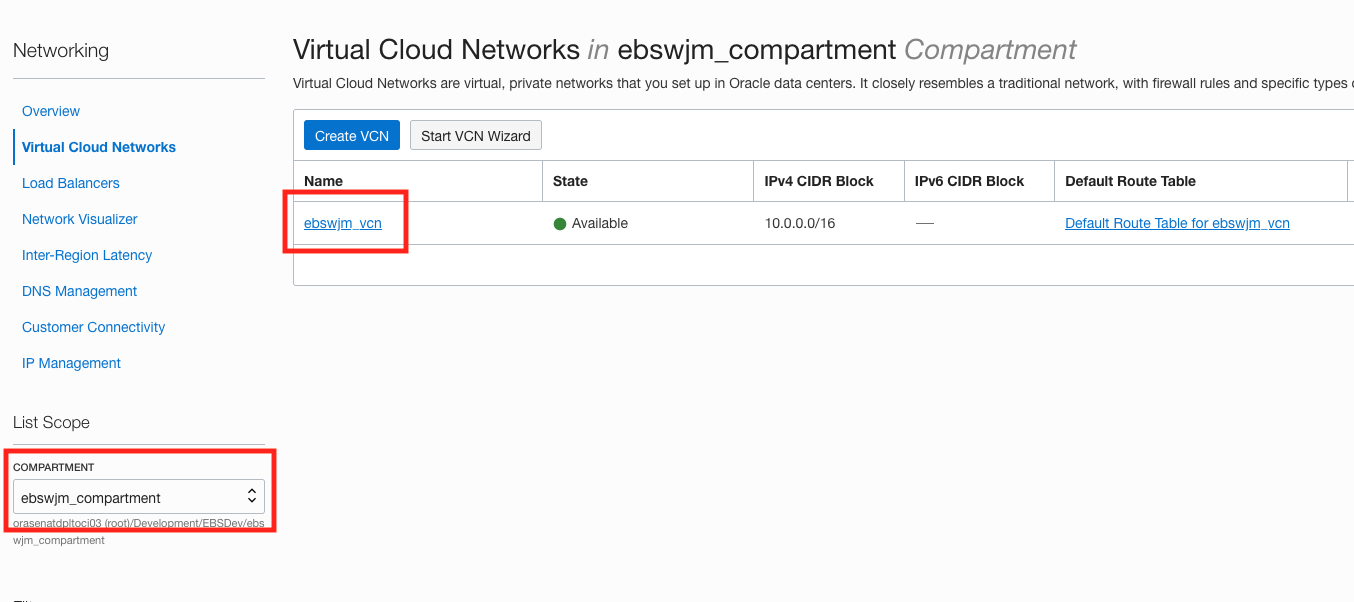 Networking
Overview
Virtual Cloud Networks
Load Balancers
Network Visualizer
Inter-Region Latency
DNS Management
Customer Connectivity
IP Management
List Scope
COMPARTMENT
ebswjm_compartment
orasenatdpltoci03 (root)/Development/EBSDev/ebs
wjm_compartment
Virtual Cloud Networks in ebswjm_compartment Compartment
Virtual Cloud Networks are virtual, private networks that you set up in Oracle data centers. It closely resembles a traditional network, with firewall rules and specific types
Create VCN Start VCN Wizard
Name State IPv4 CIDR Block IPv6 CIDR Block Default Route Table
ebswjm_vcn Available 10.0.0.0/16 — Default Route Table for ebswjm_vcn